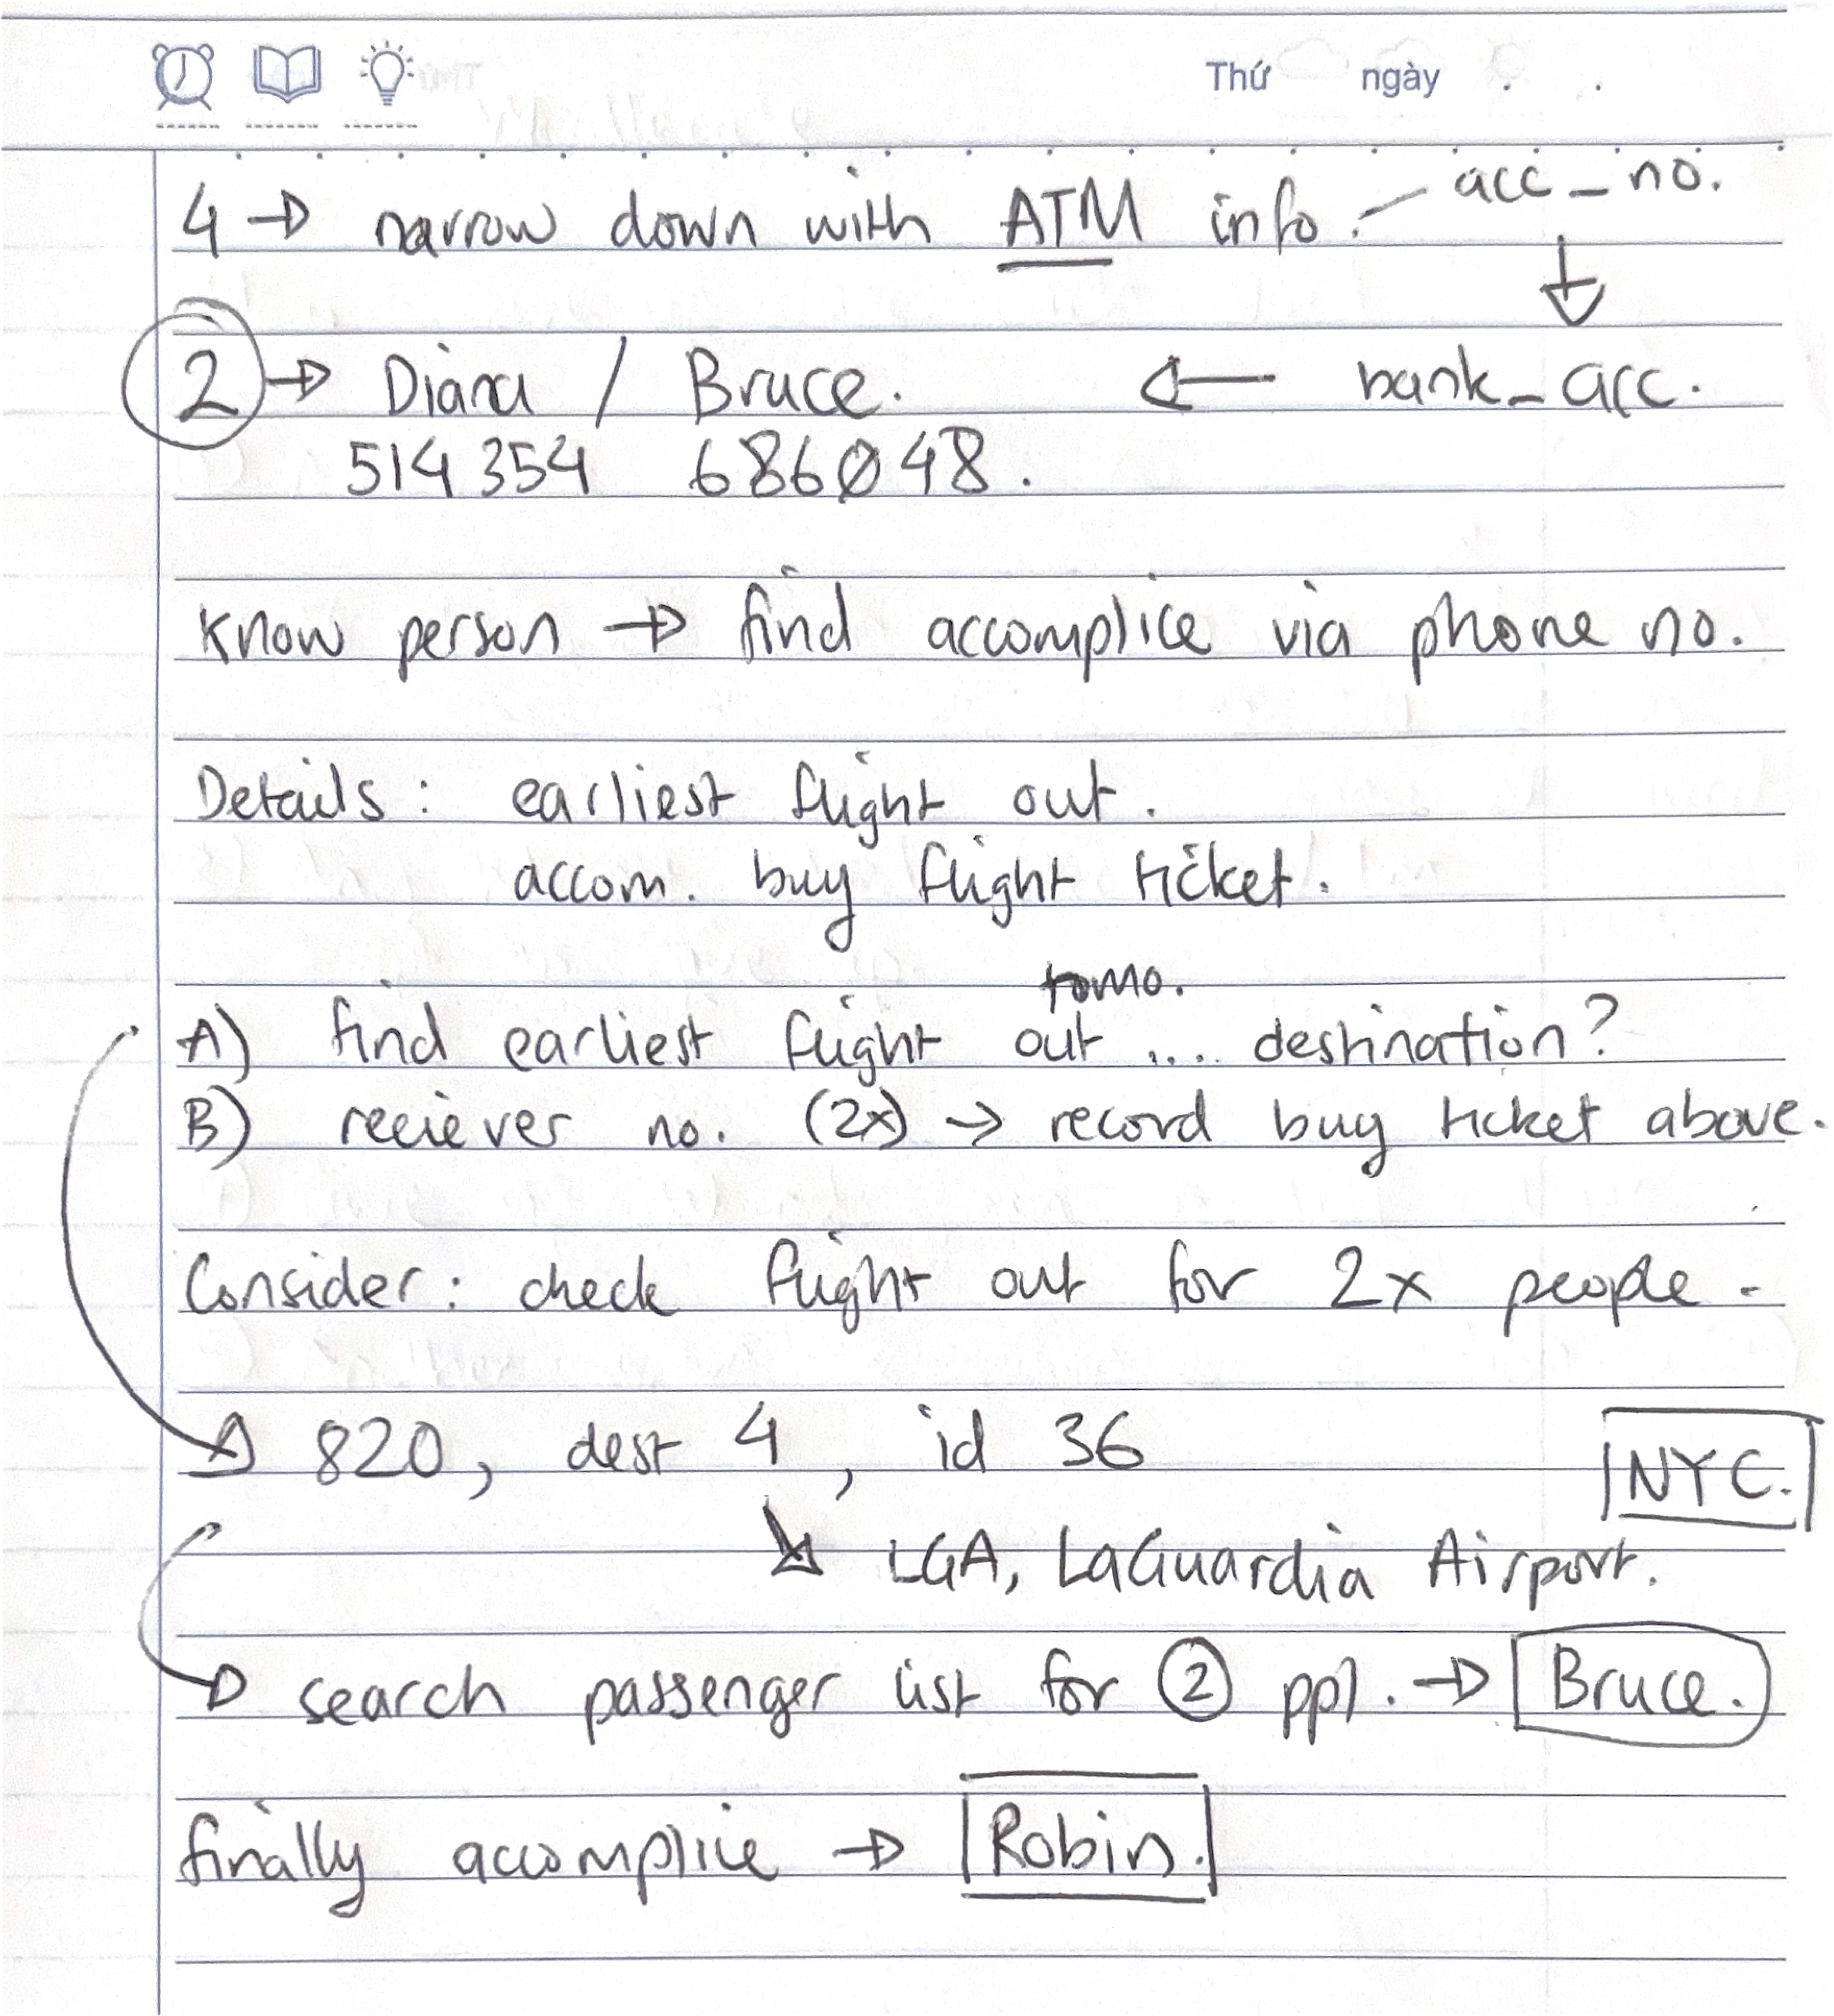 Thứ ngày . .
4 → narrow down with ATM info. – acc_no.
↓
2 → Diana / Bruce. ← bank_acc.
514354 686048.
Know person → find accomplice via phone no.
Details: earliest flight out.
accom. buy flight ticket.
tomo.
A) find earliest flight out .... destination?
B) reciever no. (2x) → record buy ticket above.
Consider: check flight out for 2x people.
→ 820, dest 4, id 36 NYC.
↘ LGA, LaGuardia Airport.
→ search passenger list for 2 ppl. → Bruce.
finally accomplice → Robin.